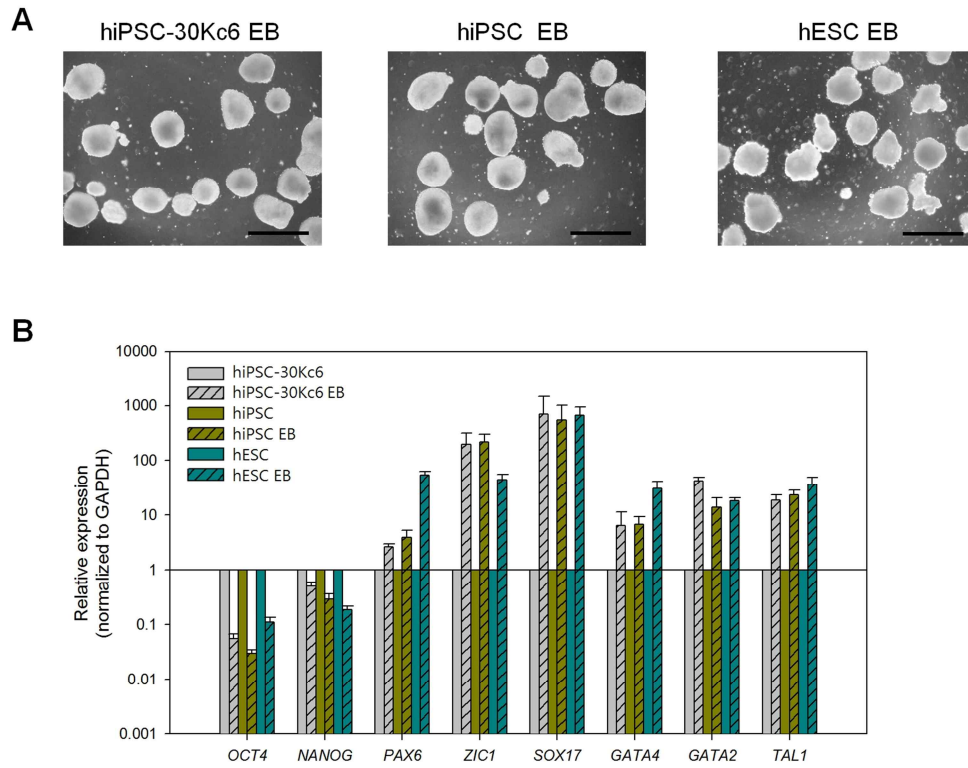 A
hiPSC-30Kc6 EB
hiPSC EB
hESC EB
B
10000
1000
100
10
1
0.1
0.01
0.001
Relative expression
(normalized to GAPDH)
hiPSC-30Kc6
hiPSC-30Kc6 EB
hiPSC
hiPSC EB
hESC
hESC EB
OCT4
NANOG
PAX6
ZIC1
SOX17
GATA4
GATA2
TAL1